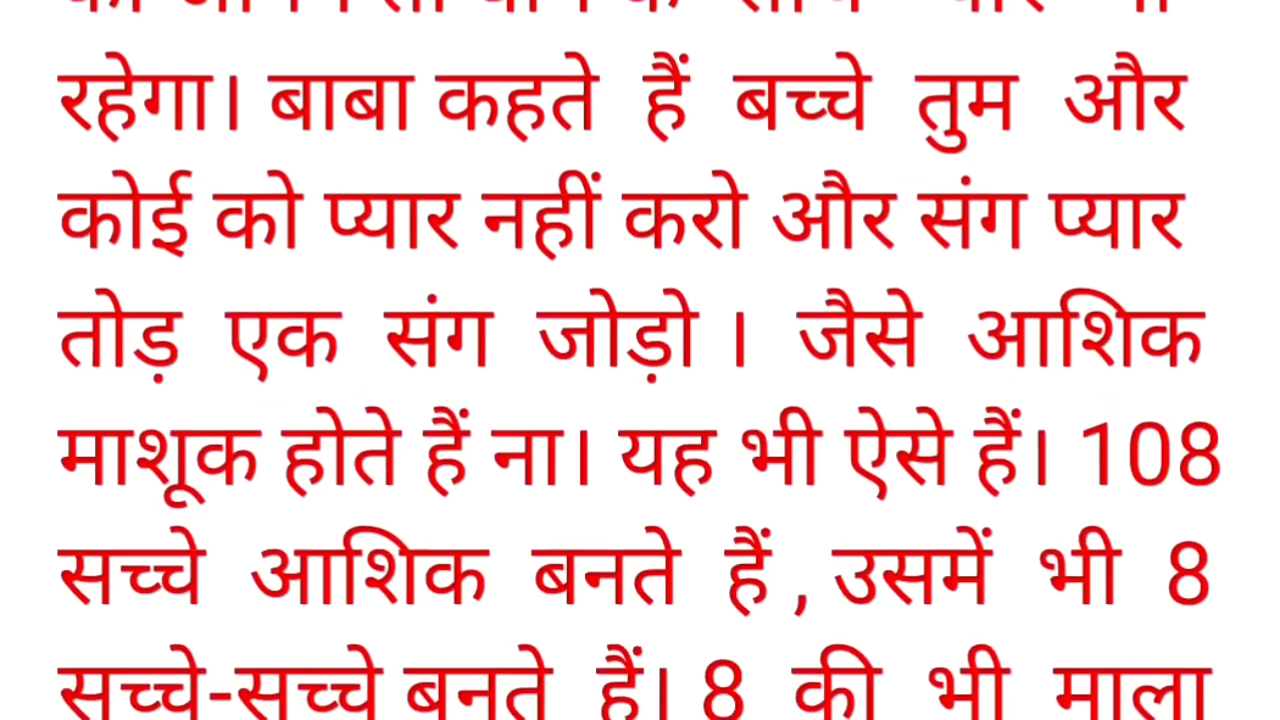 रहेगा। बाबा कहते हैं बच्चे तुम और
कोई को प्यार नहीं करो और संग प्यार
तोड़ एक संग जोड़ो । जैसे आशिक
माशूक होते हैं ना। यह भी ऐसे हैं। 108
सच्चे आशिक बनते हैं , उसमें भी 8
सच्चे-सच्चे बनते हैं। 8 की भी माला